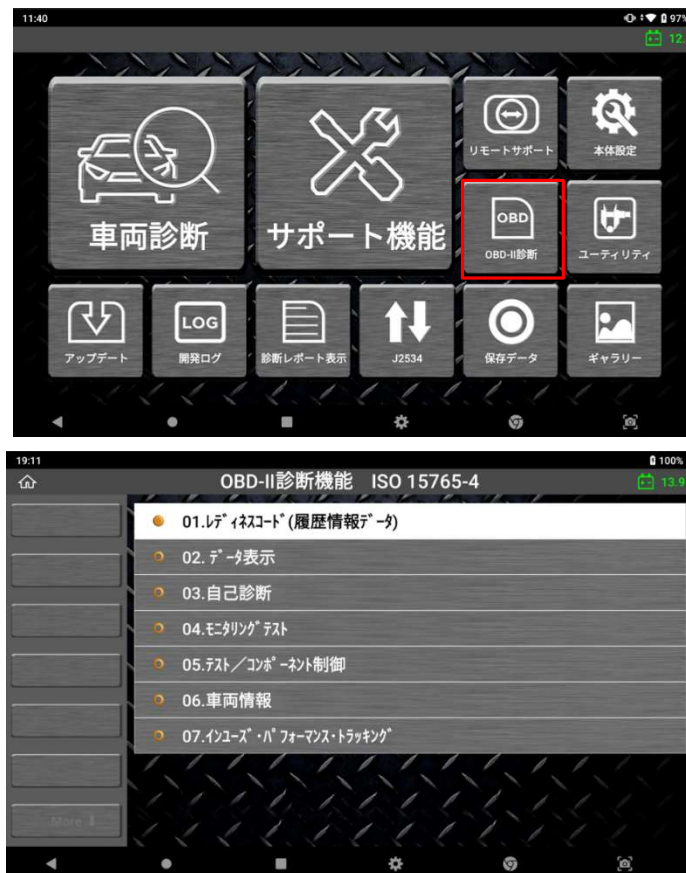 11:40
97%
12.
車両診断
サポート機能
リモートサポート
本体設定
OBD
OBD-II診断
ユーティリティ
アップデート
LOG
開発ログ
診断レポート表示
J2534
保存データ
ギャラリー
19:11
100%
OBD-II診断機能 ISO 15765-4
13.9
01.ﾚﾃﾞｨﾈｽｺｰﾄﾞ(履歴情報ﾃﾞｰﾀ)
02.ﾃﾞｰﾀ表示
03.自己診断
04.ﾓﾆﾀﾘﾝｸﾞﾃｽﾄ
05.ﾃｽﾄ／ｺﾝﾎﾟｰﾈﾝﾄ制御
06.車両情報
07.ｲﾝﾕｰｽﾞ･ﾊﾟﾌｫｰﾏﾝｽ･ﾄﾗｯｷﾝｸﾞ
More ⬇